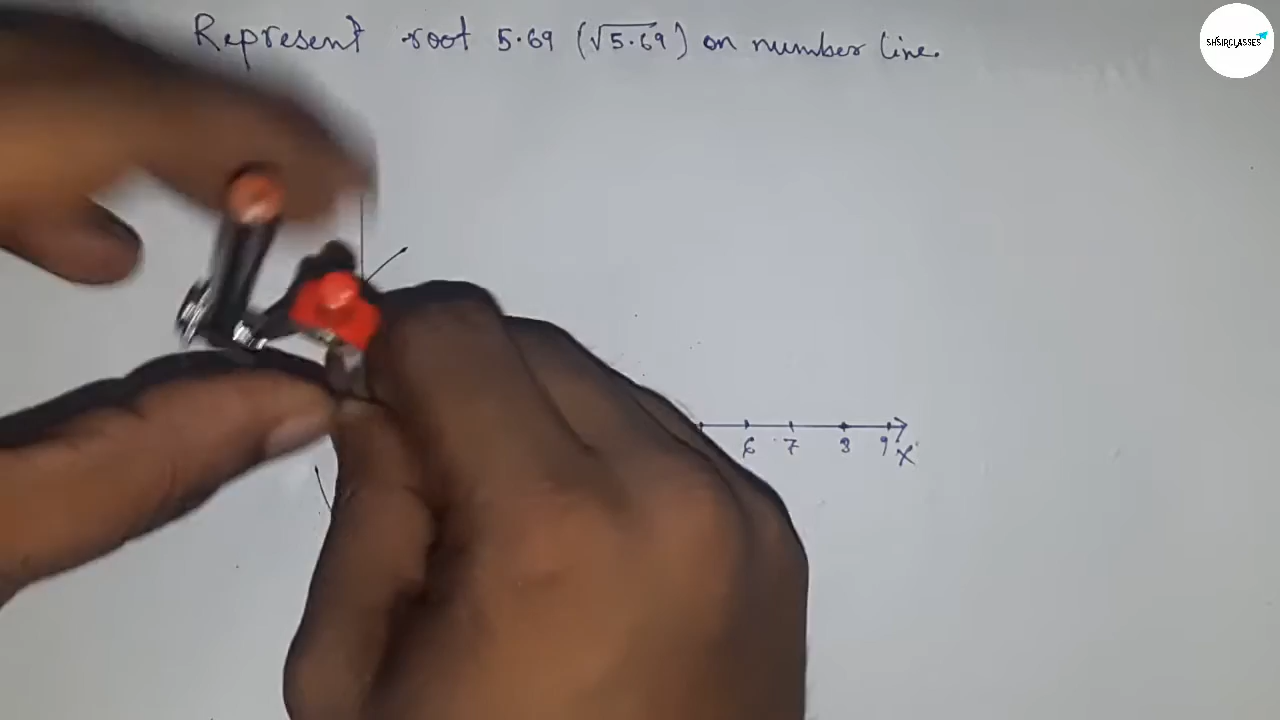 Represent root 5.69 (√5.69) on number line.
SHSIRCLASSES
6 7 8 9 X